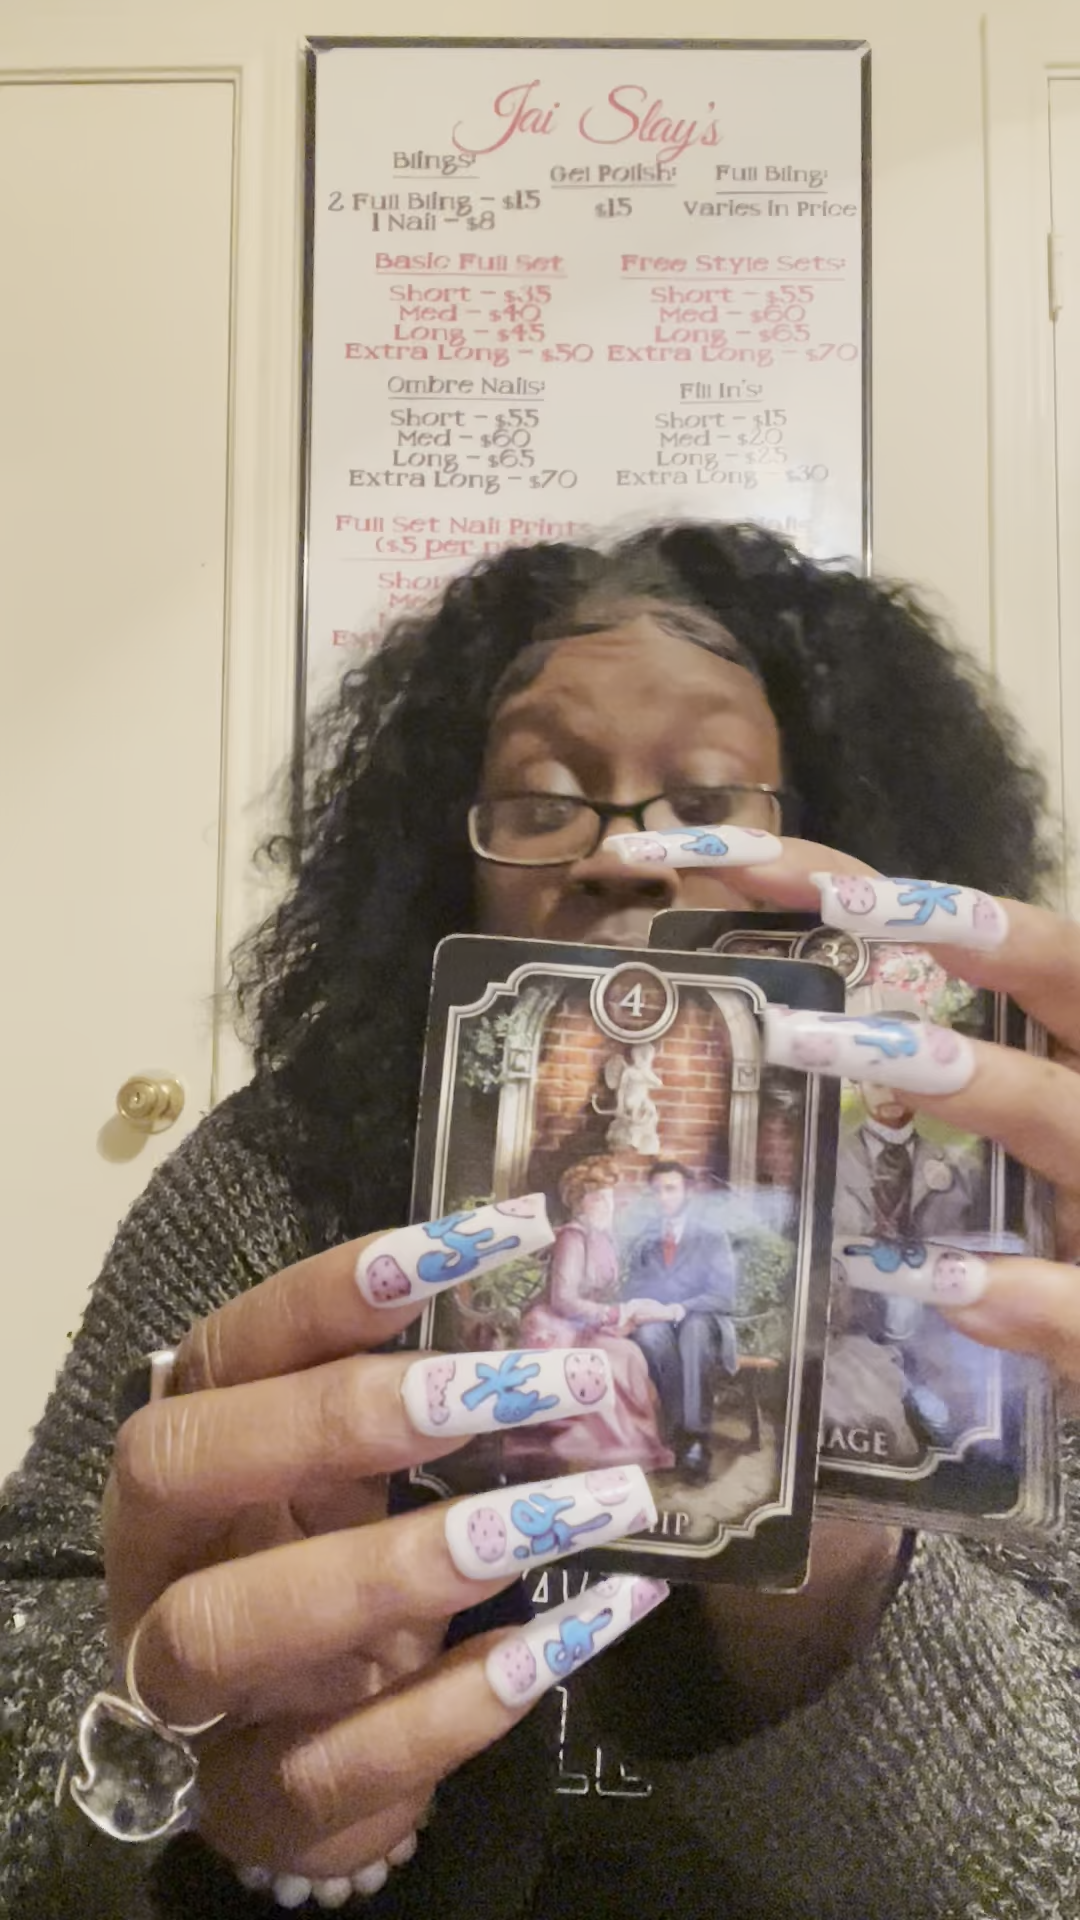 Jai Slay's
Blings:
2 Full Bling - $15
1 Nail - $8
Gel Polish:
$15
Full Bling:
Varies in Price
Basic Full Set
Short - $35
Med - $40
Long - $45
Extra Long - $50
Free Style Sets:
Short - $55
Med - $60
Long - $65
Extra Long - $70
Ombre Nails:
Short - $55
Med - $60
Long - $65
Extra Long - $70
Fill In's:
Short - $15
Med - $20
Long - $25
Extra Long - $30
Full Set Nail Prints
($5 per
3
4